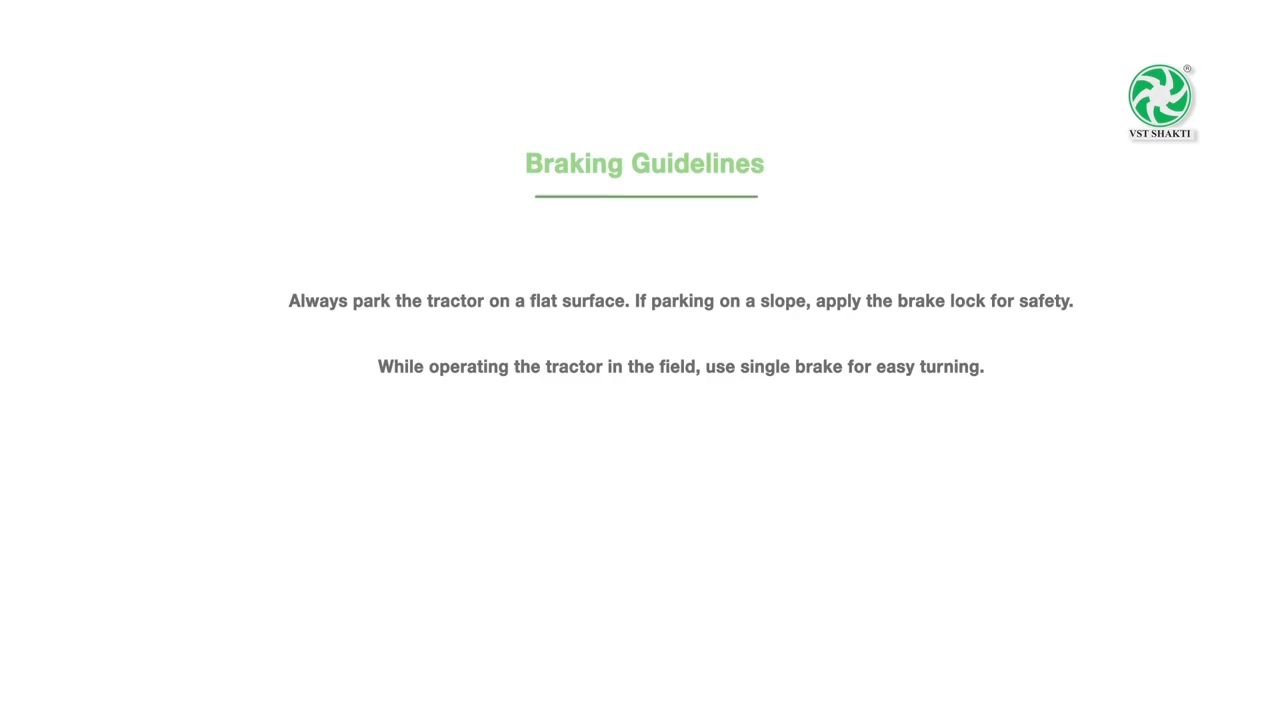 ®
VST SHAKTI
Braking Guidelines
Always park the tractor on a flat surface. If parking on a slope, apply the brake lock for safety.
While operating the tractor in the field, use single brake for easy turning.